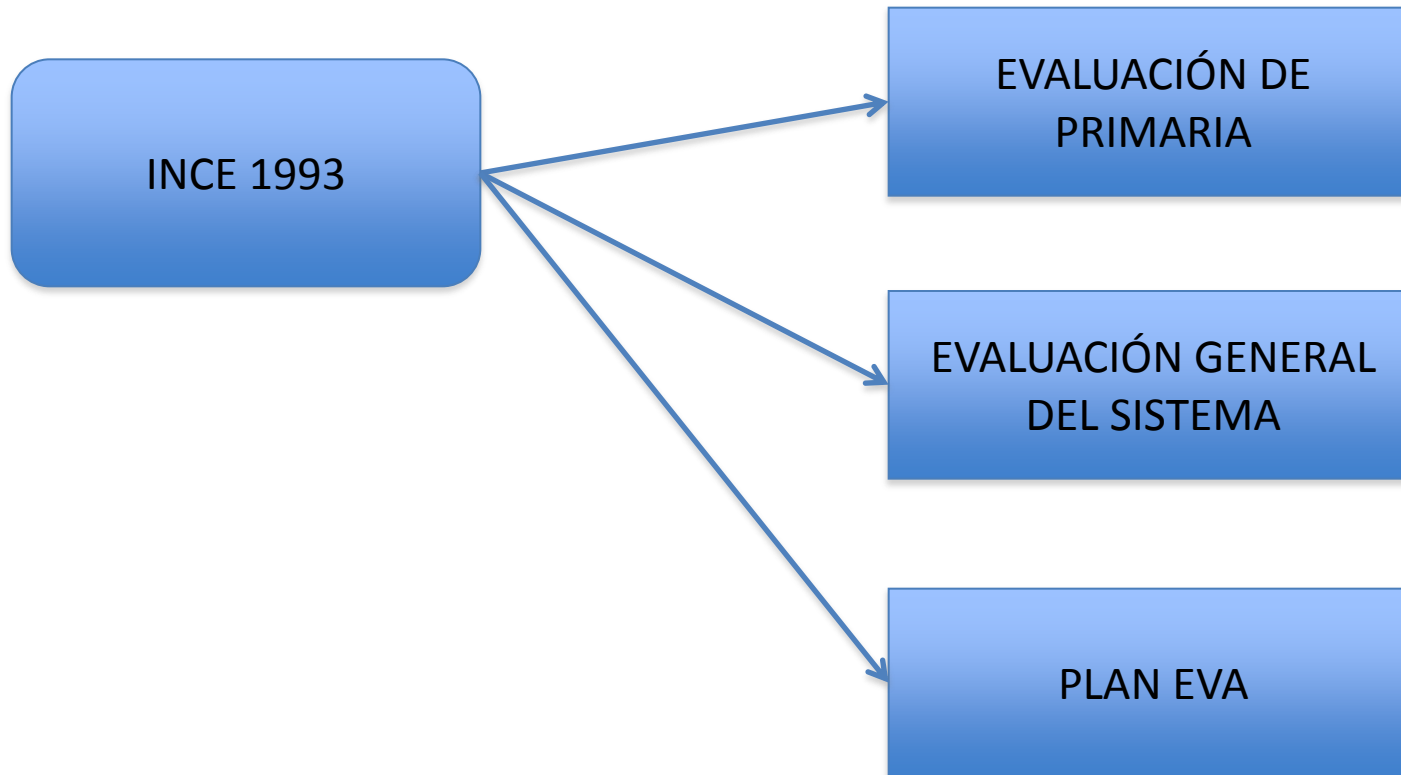 INCE 1993
EVALUACIÓN DE
PRIMARIA
EVALUACIÓN GENERAL
DEL SISTEMA
PLAN EVA